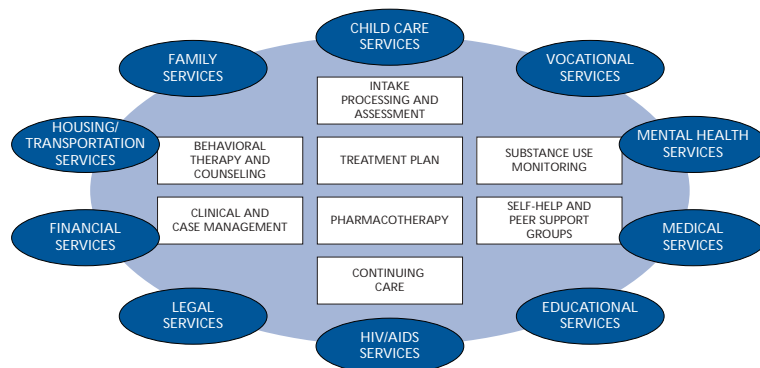 CHILD CARE
SERVICES
FAMILY
SERVICES
VOCATIONAL
SERVICES
INTAKE
PROCESSING AND
ASSESSMENT
HOUSING/
TRANSPORTATION
SERVICES
BEHAVIORAL
THERAPY AND
COUNSELING
TREATMENT PLAN
SUBSTANCE USE
MONITORING
MENTAL HEALTH
SERVICES
FINANCIAL
SERVICES
CLINICAL AND
CASE MANAGEMENT
PHARMACOTHERAPY
SELF-HELP AND
PEER SUPPORT
GROUPS
MEDICAL
SERVICES
CONTINUING
CARE
LEGAL
SERVICES
EDUCATIONAL
SERVICES
HIV/AIDS
SERVICES